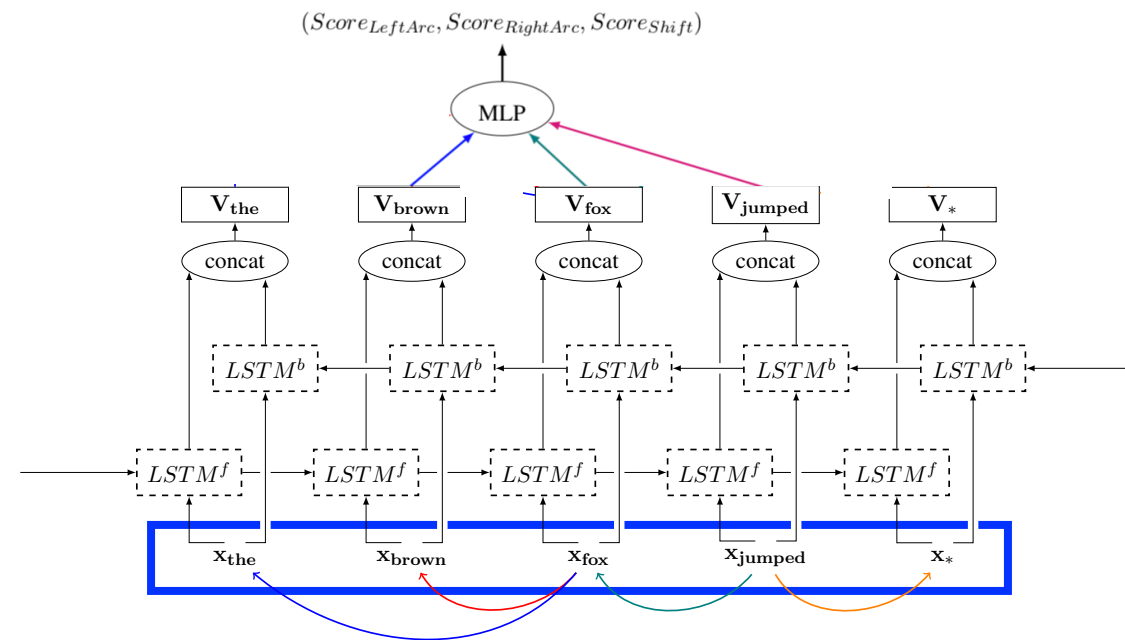 (Score_{LeftArc}, Score_{RightArc}, Score_{Shift})
MLP
V_the V_brown V_fox V_jumped V_*
concat concat concat concat concat
LSTM^b LSTM^b LSTM^b LSTM^b LSTM^b
LSTM^f LSTM^f LSTM^f LSTM^f LSTM^f
x_the x_brown x_fox x_jumped x_*